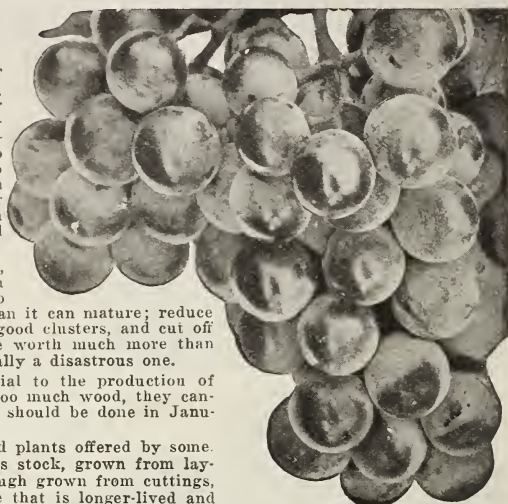 an it can mature; reduce
good clusters, and cut off
e worth much more than
ally a disastrous one.
ial to the production of
oo much wood, they can-
should be done in Janu-
d plants offered by some.
s stock, grown from lay-
ugh grown from cuttings,
e that is longer-lived and